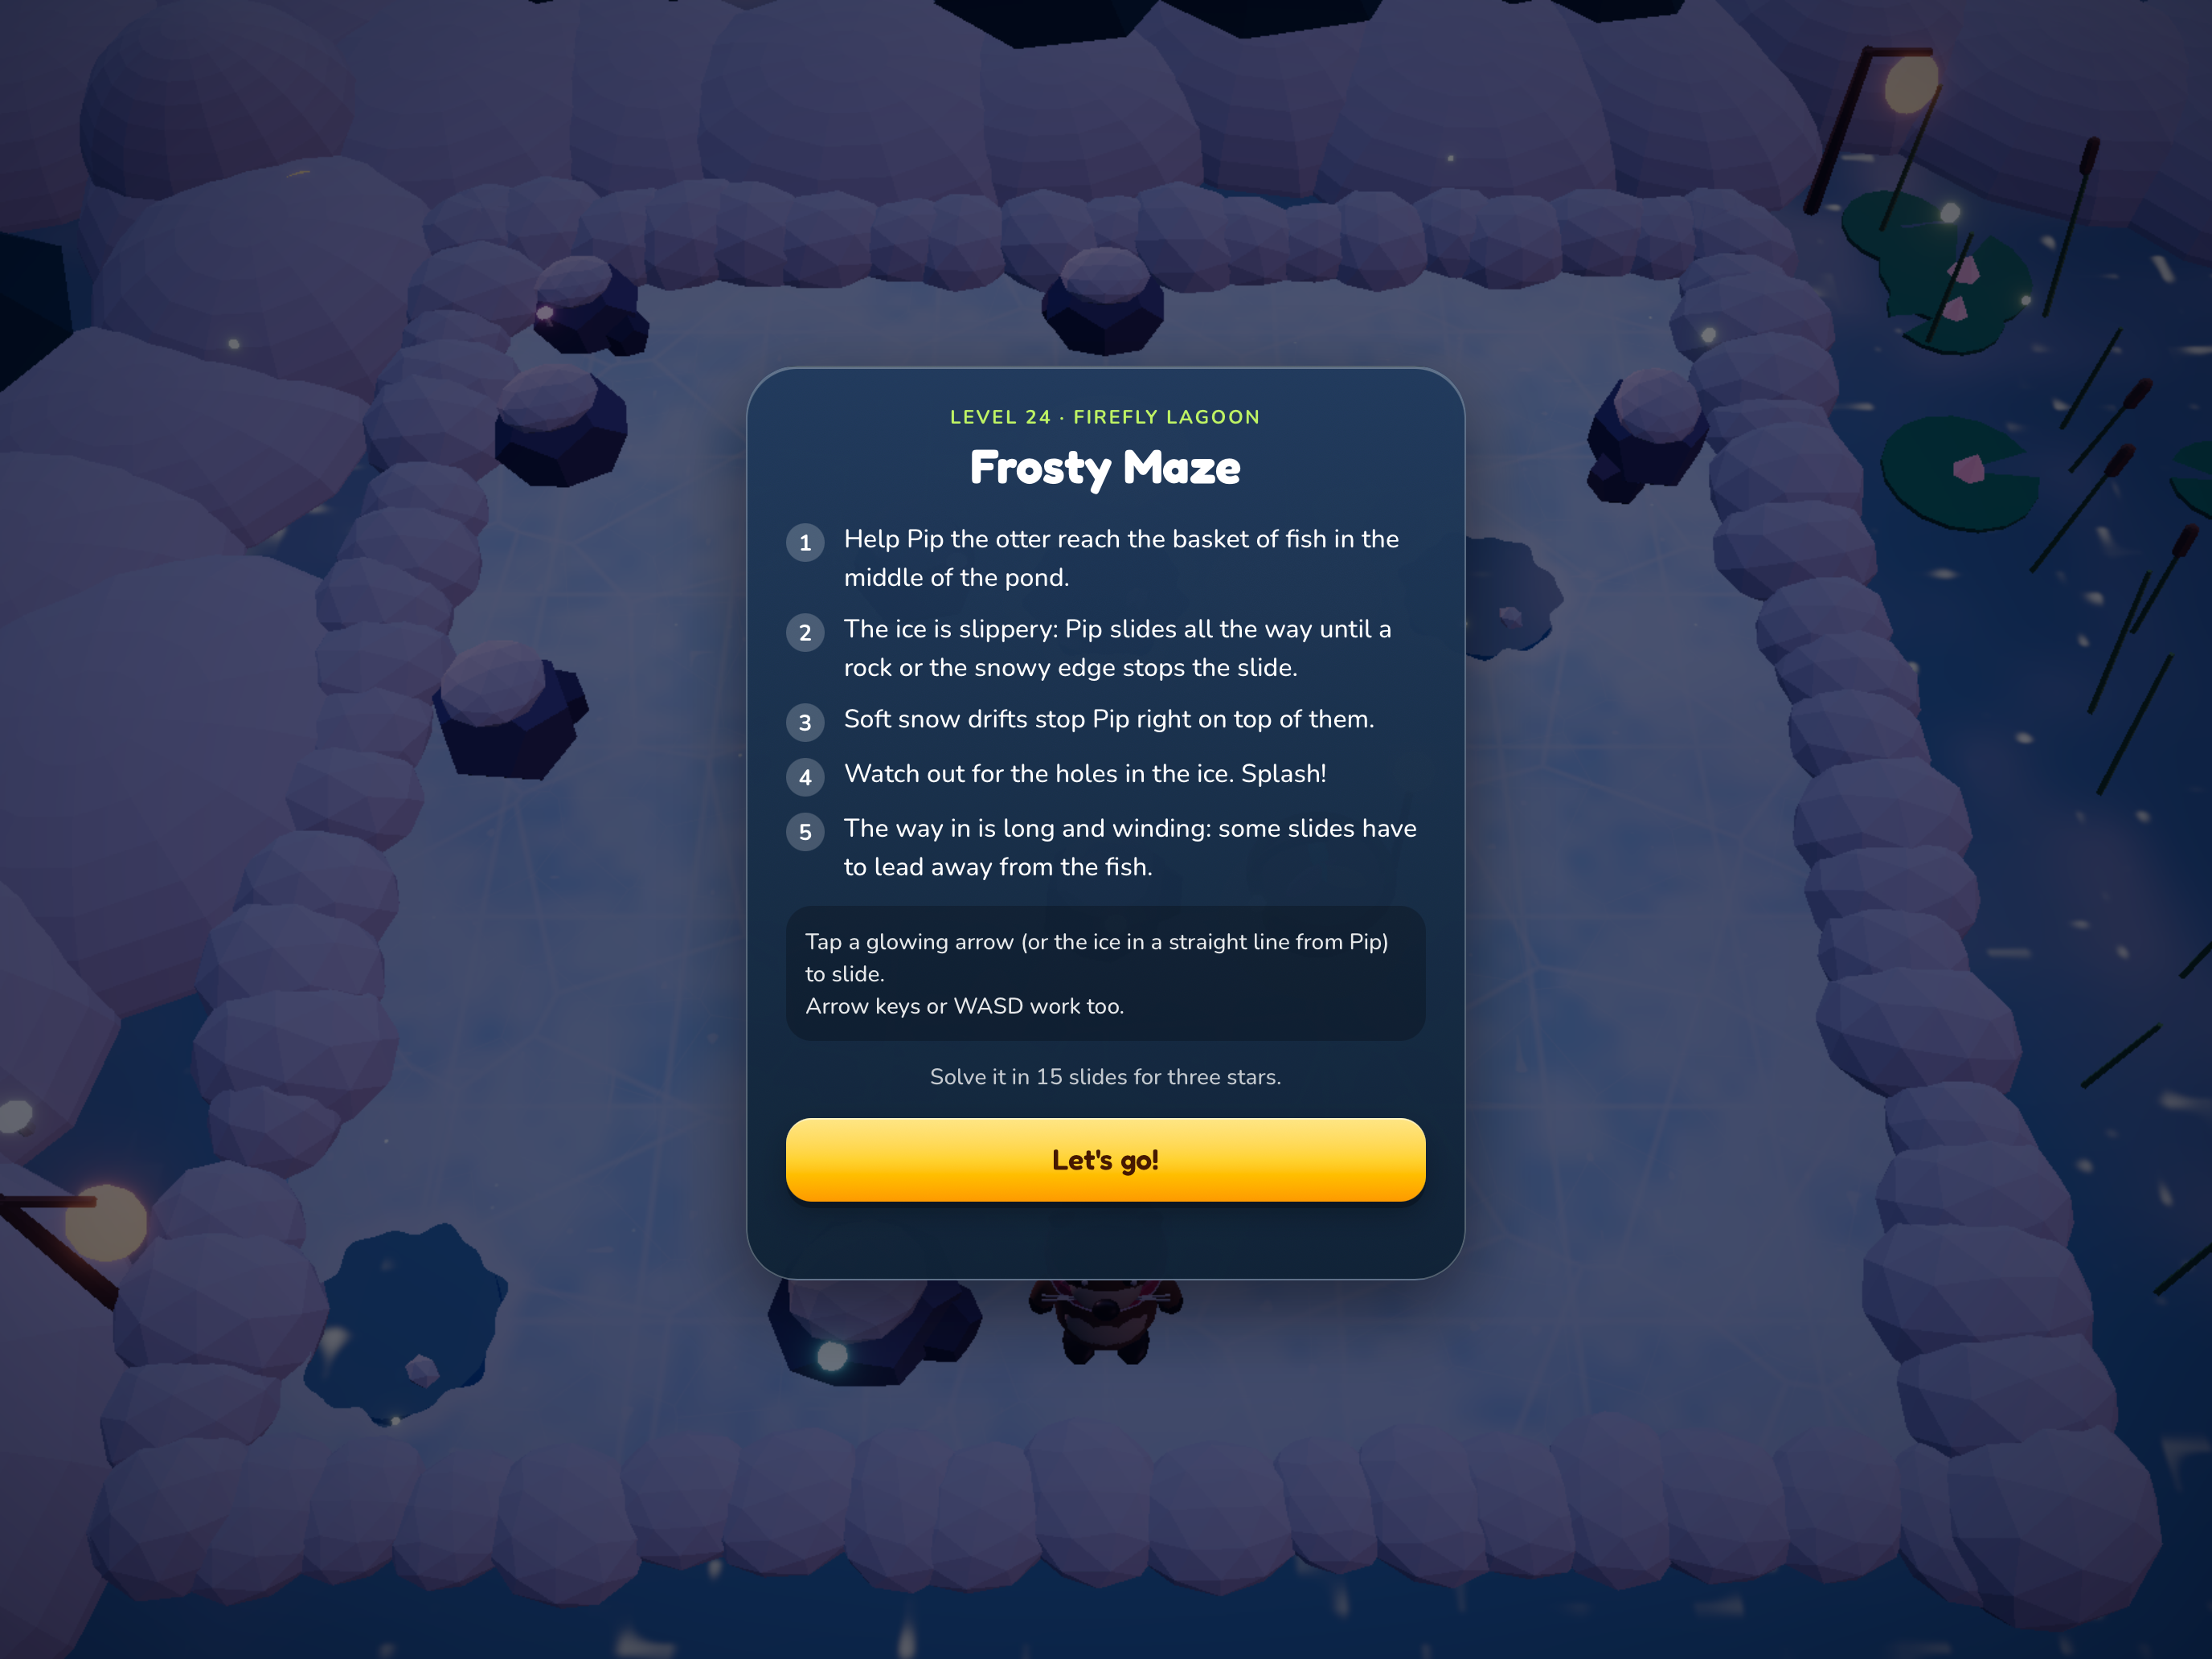 LEVEL 24 · FIREFLY LAGOON
Frosty Maze
1 Help Pip the otter reach the basket of fish in the
middle of the pond.
2 The ice is slippery: Pip slides all the way until a
rock or the snowy edge stops the slide.
3 Soft snow drifts stop Pip right on top of them.
4 Watch out for the holes in the ice. Splash!
5 The way in is long and winding: some slides have
to lead away from the fish.
Tap a glowing arrow (or the ice in a straight line from Pip)
to slide.
Arrow keys or WASD work too.
Solve it in 15 slides for three stars.
Let's go!